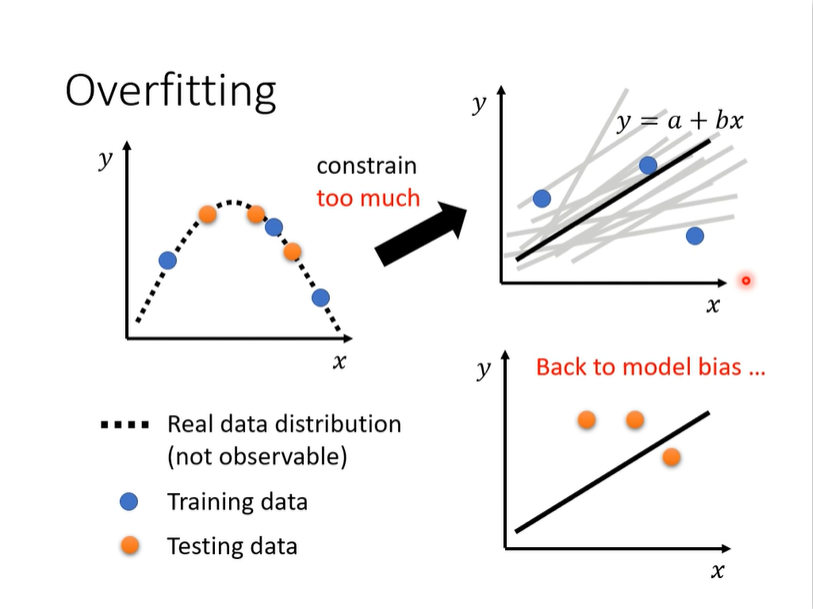 Overfitting
y
x
constrain
too much
y
y = a + bx
x
y
Back to model bias ...
x
Real data distribution
(not observable)
Training data
Testing data